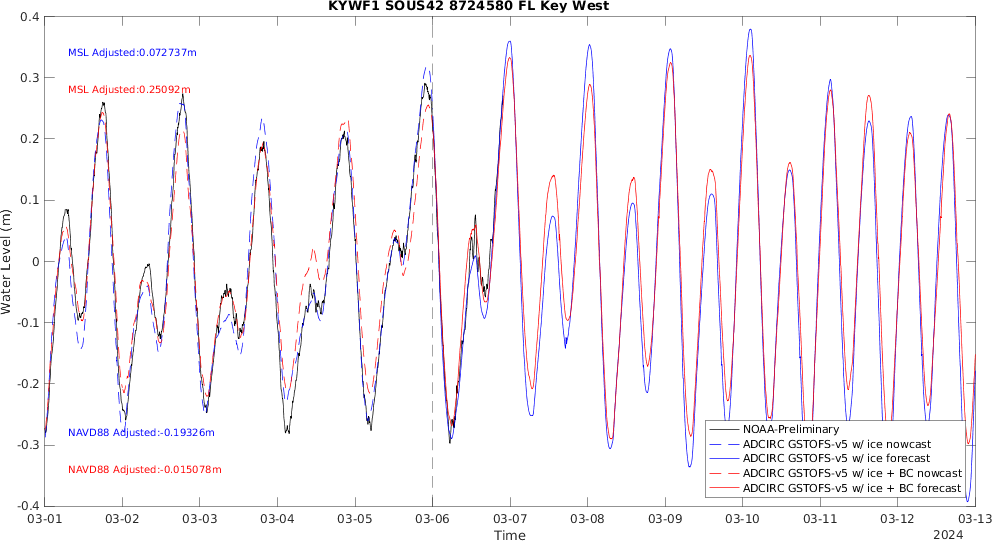 KYWF1 SOUS42 8724580 FL Key West
0.4
MSL Adjusted:0.072737m
0.3
MSL Adjusted:0.25092m
0.2
0.1
Water Level (m)
0
-0.1
-0.2
-0.3
NAVD88 Adjusted:-0.19326m
NAVD88 Adjusted:-0.015078m
-0.4
NOAA-Preliminary
ADCIRC GSTOFS-v5 w/ ice nowcast
ADCIRC GSTOFS-v5 w/ ice forecast
ADCIRC GSTOFS-v5 w/ ice + BC nowcast
ADCIRC GSTOFS-v5 w/ ice + BC forecast
03-01 03-02 03-03 03-04 03-05 03-06 03-07 03-08 03-09 03-10 03-11 03-12 03-13
Time
2024